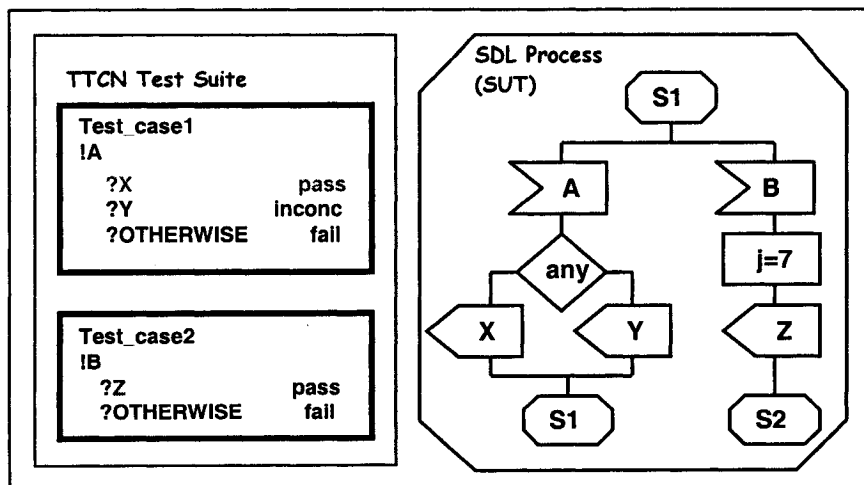 TTCN Test Suite
Test_case1
!A
?X pass
?Y inconc
?OTHERWISE fail
Test_case2
!B
?Z pass
?OTHERWISE fail
SDL Process
(SUT)
S1
A B
any j=7
X Y Z
S1 S2